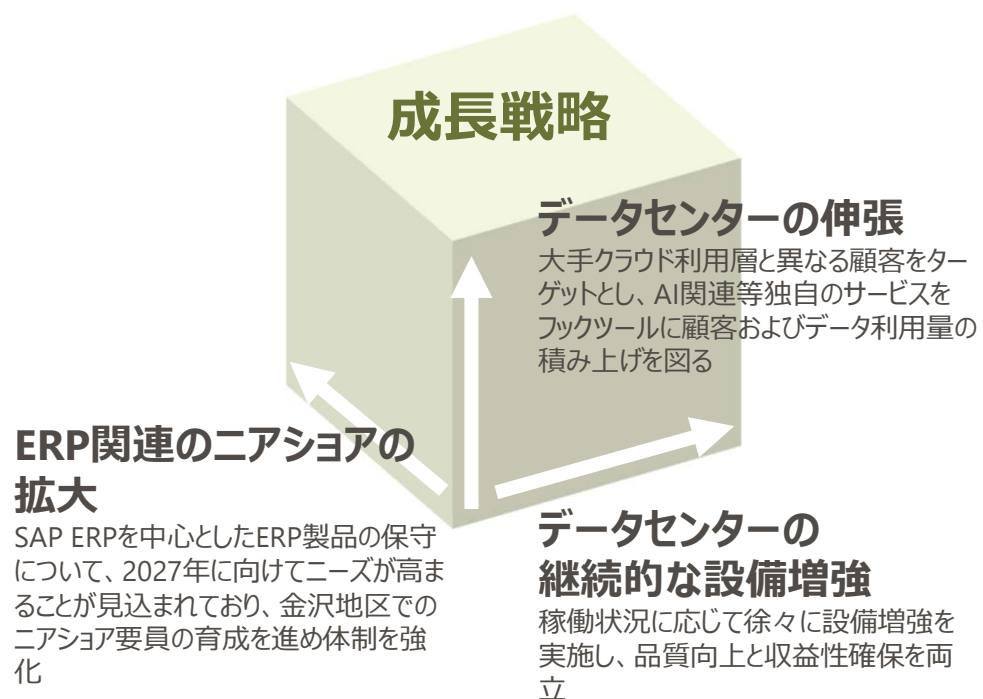 成長戦略
データセンターの伸張
大手クラウド利用層と異なる顧客をター
ゲットとし、AI関連等独自のサービスを
フックツールに顧客およびデータ利用量の
積み上げを図る
ERP関連のニアショアの
拡大
SAP ERPを中心としたERP製品の保守
について、2027年に向けてニーズが高ま
ることが見込まれており、金沢地区での
ニアショア要員の育成を進め体制を強
化
データセンターの
継続的な設備増強
稼働状況に応じて徐々に設備増強を
実施し、品質向上と収益性確保を両
立